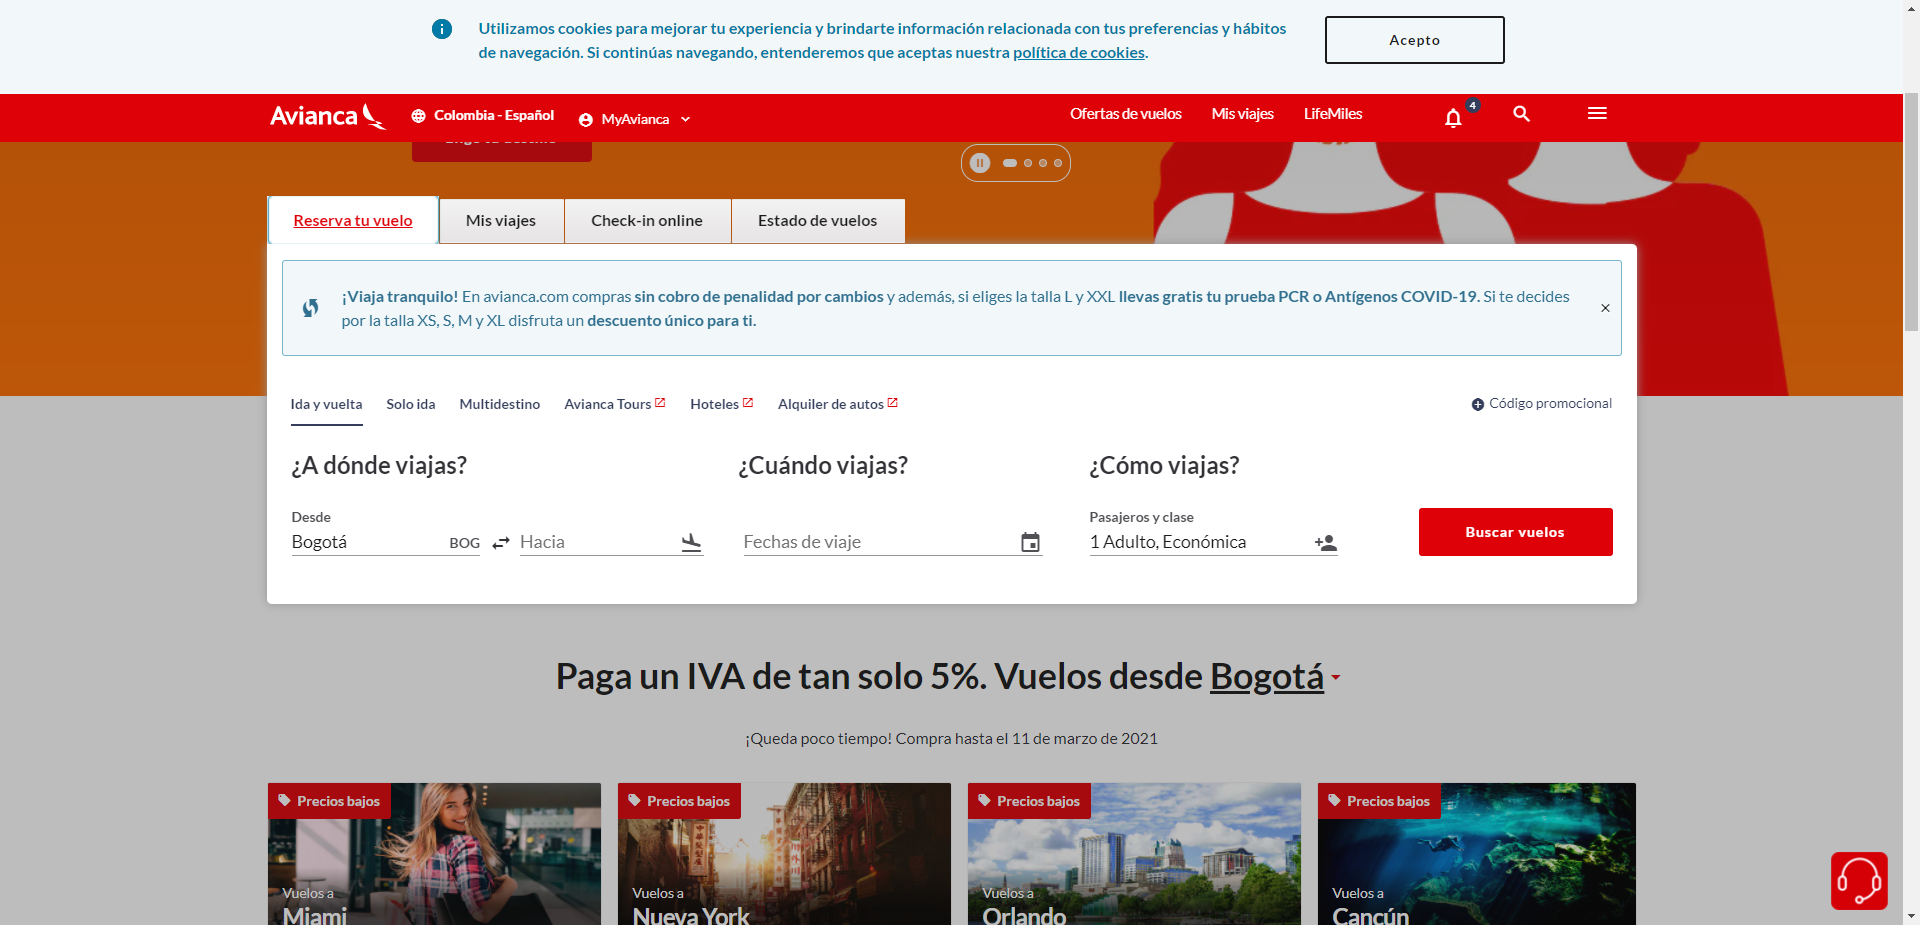 Utilizamos cookies para mejorar tu experiencia y brindarte información relacionada con tus preferencias y hábitos
de navegación. Si continúas navegando, entenderemos que aceptas nuestra política de cookies.
Acepto
Avianca
Colombia - Español
MyAvianca
Ofertas de vuelos
Mis viajes
LifeMiles
4
Reserva tu vuelo
Mis viajes
Check-in online
Estado de vuelos
¡Viaja tranquilo! En avianca.com compras sin cobro de penalidad por cambios y además, si eliges la talla L y XXL llevas gratis tu prueba PCR o Antígenos COVID-19. Si te decides
por la talla XS, S, M y XL disfruta un descuento único para ti.
Ida y vuelta
Solo ida
Multidestino
Avianca Tours
Hoteles
Alquiler de autos
Código promocional
¿A dónde viajas?
¿Cuándo viajas?
¿Cómo viajas?
Desde
Bogotá
BOG
Hacia
Fechas de viaje
Pasajeros y clase
1 Adulto, Económica
Buscar vuelos
Paga un IVA de tan solo 5%. Vuelos desde Bogotá
¡Queda poco tiempo! Compra hasta el 11 de marzo de 2021
Precios bajos
Vuelos a
Miami
Precios bajos
Vuelos a
Nueva York
Precios bajos
Vuelos a
Orlando
Precios bajos
Vuelos a
Cancún